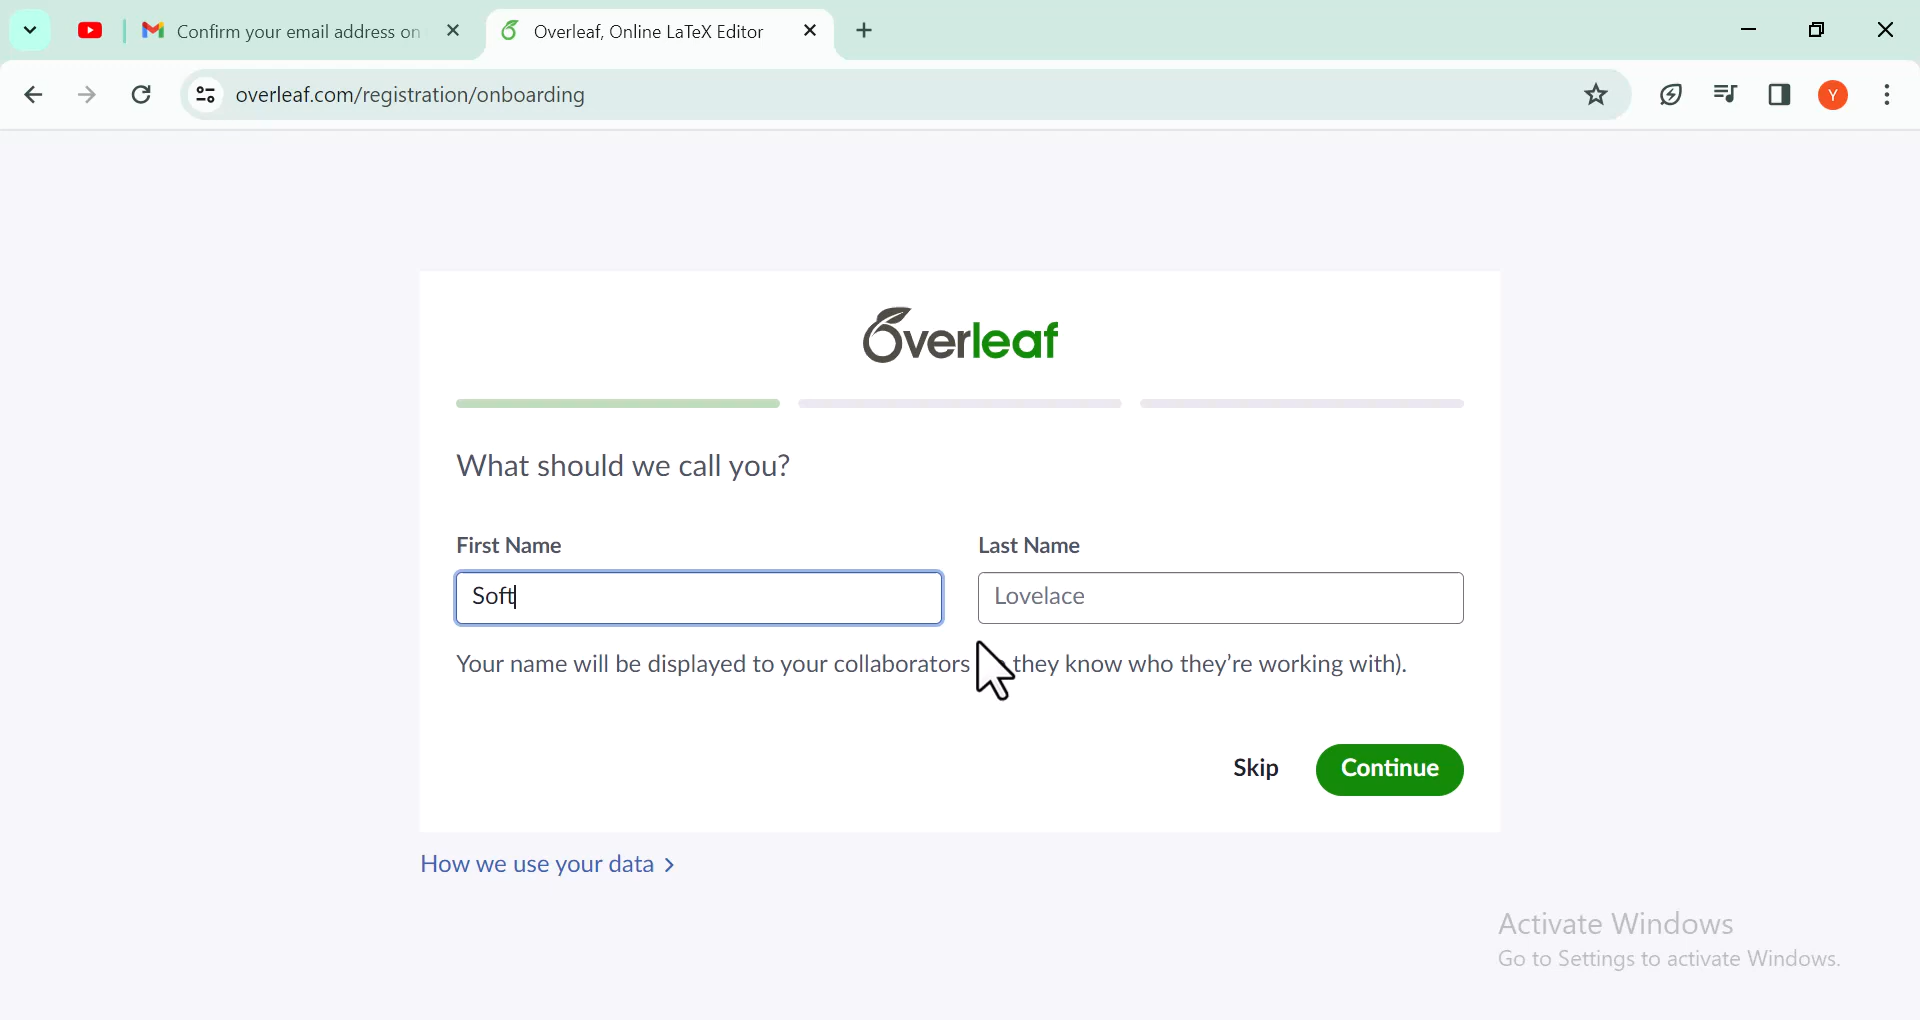 Confirm your email address on
Overleaf, Online LaTeX Editor
overleaf.com/registration/onboarding
Y
Overleaf
What should we call you?
First Name
Last Name
Soft
Lovelace
Your name will be displayed to your collaborators they know who they're working with).
Skip
Continue
How we use your data >
Activate Windows
Go to Settings to activate Windows.